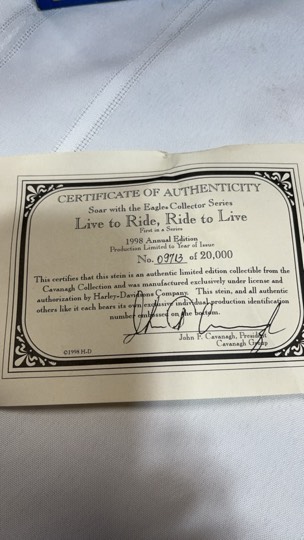 CERTIFICATE OF AUTHENTICITY
Soar with the Eagles Collector Series
Live to Ride, Ride to Live
First in a Series
1998 Annual Edition
Production Limited to Year of Issue
No. 09713 of 20,000
This certifies that this stein is an authentic limited edition collectible from the
Cavanagh Collection and was manufactured exclusively under license and
authorization by Harley-Davidson Company. This stein, and all authentic
others like it each bears its own exclusive individual production identification
number embossed on the bottom.
John F. Cavanagh, President
Cavanagh Group
©1998 H-D